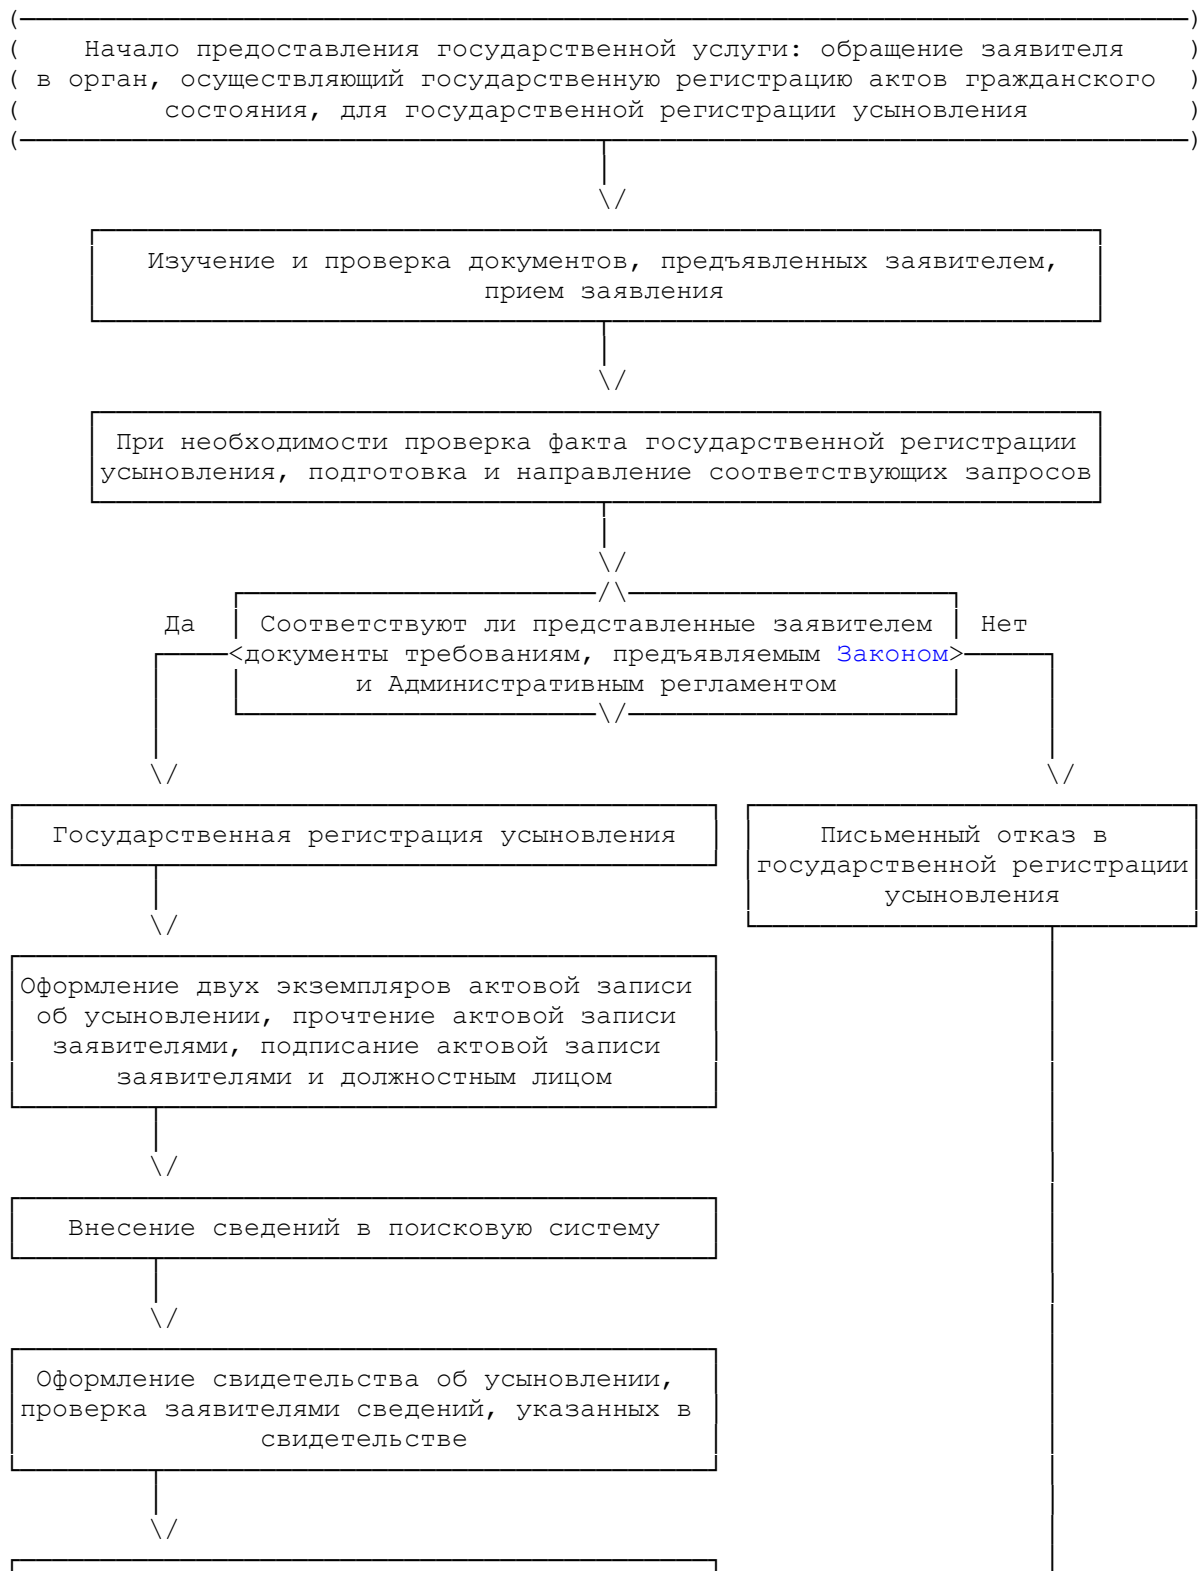 Начало предоставления государственной услуги: обращение заявителя
в орган, осуществляющий государственную регистрацию актов гражданского
состояния, для государственной регистрации усыновления
Изучение и проверка документов, предъявленных заявителем,
прием заявления
При необходимости проверка факта государственной регистрации
усыновления, подготовка и направление соответствующих запросов
Да
Соответствуют ли представленные заявителем
документы требованиям, предъявляемым Законом
и Административным регламентом
Нет
Государственная регистрация усыновления
Письменный отказ в
государственной регистрации
усыновления
Оформление двух экземпляров актовой записи
об усыновлении, прочтение актовой записи
заявителями, подписание актовой записи
заявителями и должностным лицом
Внесение сведений в поисковую систему
Оформление свидетельства об усыновлении,
проверка заявителями сведений, указанных в
свидетельстве